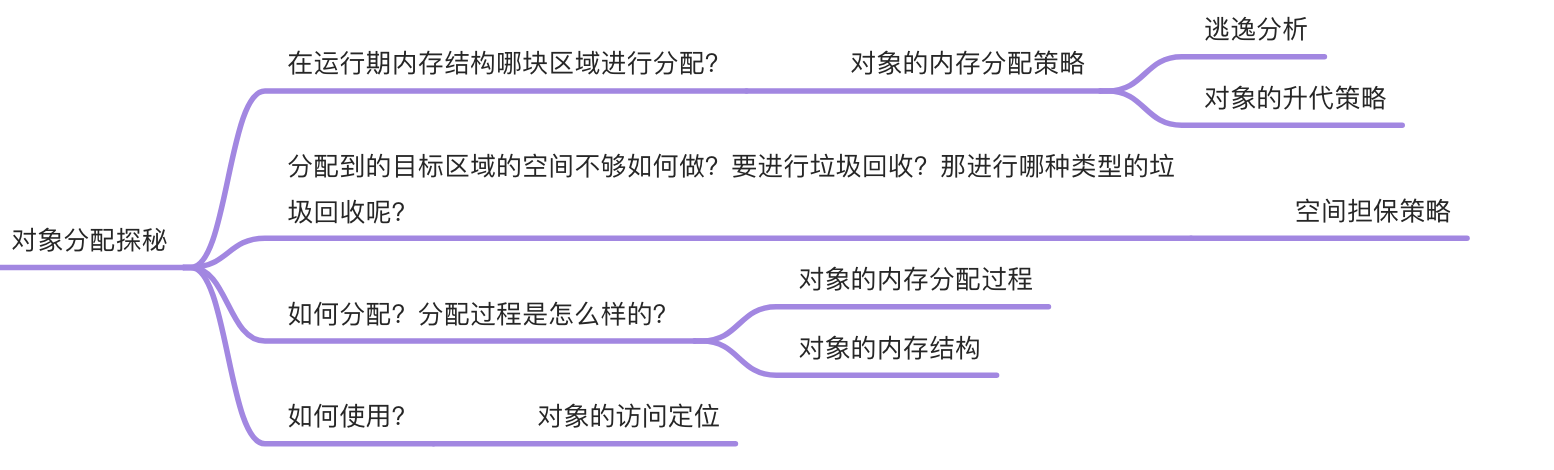 对象分配探秘
在运行期内存结构哪块区域进行分配？
对象的内存分配策略
逃逸分析
对象的升代策略
分配到的目标区域的空间不够如何做？要进行垃圾回收？那进行哪种类型的垃
圾回收呢？
空间担保策略
如何分配？分配过程是怎么样的？
对象的内存分配过程
对象的内存结构
如何使用？
对象的访问定位